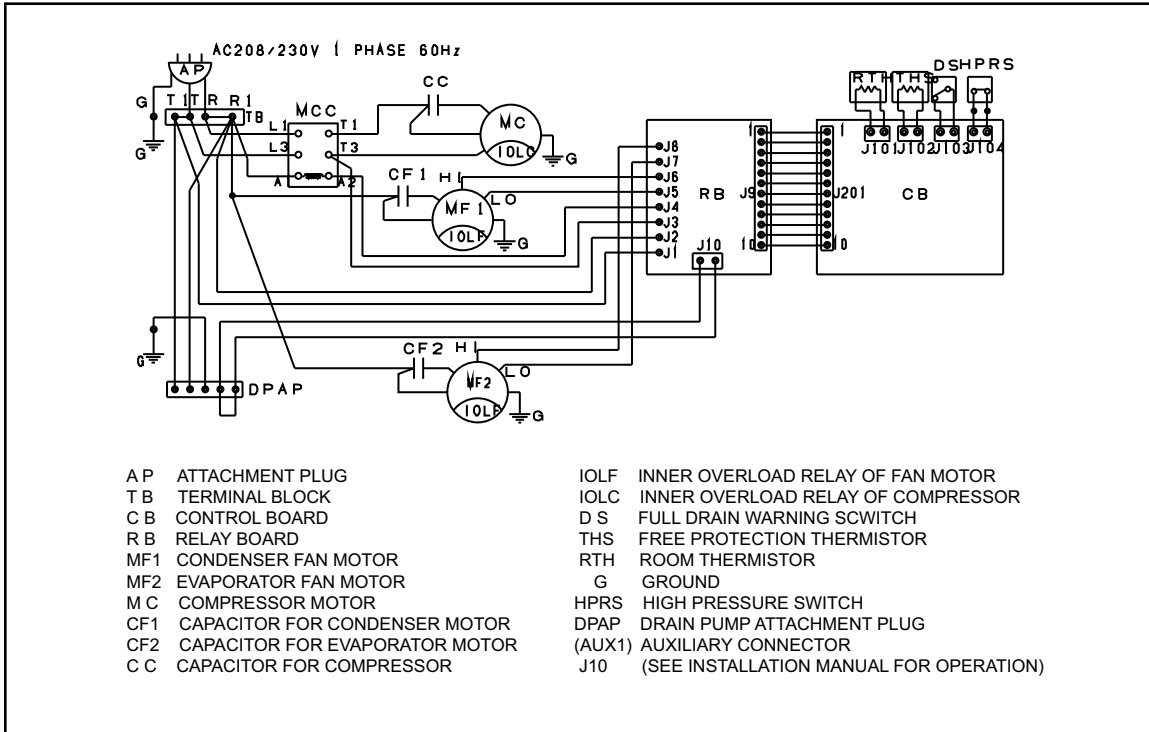 AC208/230V 1 PHASE 60Hz
AP
G
T 1 T R R 1
TB
G
MCC
L1
T1
L3
T3
A
A2
CC
MC
IOLC
G
CF1
HI
LO
MF1
IOLF
G
J8
J7
J6
J5
J4
J3
J2
J1
RB
J9
J10
1
10
1
10
J201
CB
RTH
THS
DS
HPRS
J101
J102
J103
J104
G
DPAP
CF2
HI
LO
MF2
IOLF
G
A P ATTACHMENT PLUG
T B TERMINAL BLOCK
C B CONTROL BOARD
R B RELAY BOARD
MF1 CONDENSER FAN MOTOR
MF2 EVAPORATOR FAN MOTOR
M C COMPRESSOR MOTOR
CF1 CAPACITOR FOR CONDENSER MOTOR
CF2 CAPACITOR FOR EVAPORATOR MOTOR
C C CAPACITOR FOR COMPRESSOR
IOLF INNER OVERLOAD RELAY OF FAN MOTOR
IOLC INNER OVERLOAD RELAY OF COMPRESSOR
D S FULL DRAIN WARNING SCWITCH
THS FREE PROTECTION THERMISTOR
RTH ROOM THERMISTOR
G GROUND
HPRS HIGH PRESSURE SWITCH
DPAP DRAIN PUMP ATTACHMENT PLUG
(AUX1) AUXILIARY CONNECTOR
J10 (SEE INSTALLATION MANUAL FOR OPERATION)